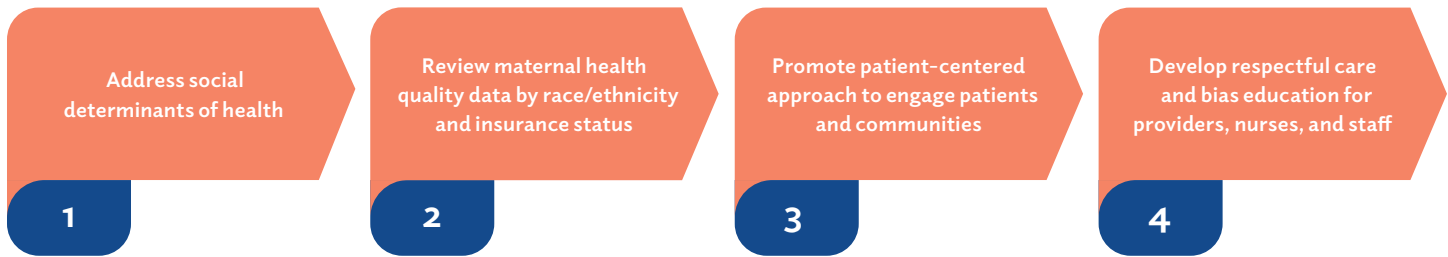 Address social
determinants of health
1
Review maternal health
quality data by race/ethnicity
and insurance status
2
Promote patient-centered
approach to engage patients
and communities
3
Develop respectful care
and bias education for
providers, nurses, and staff
4